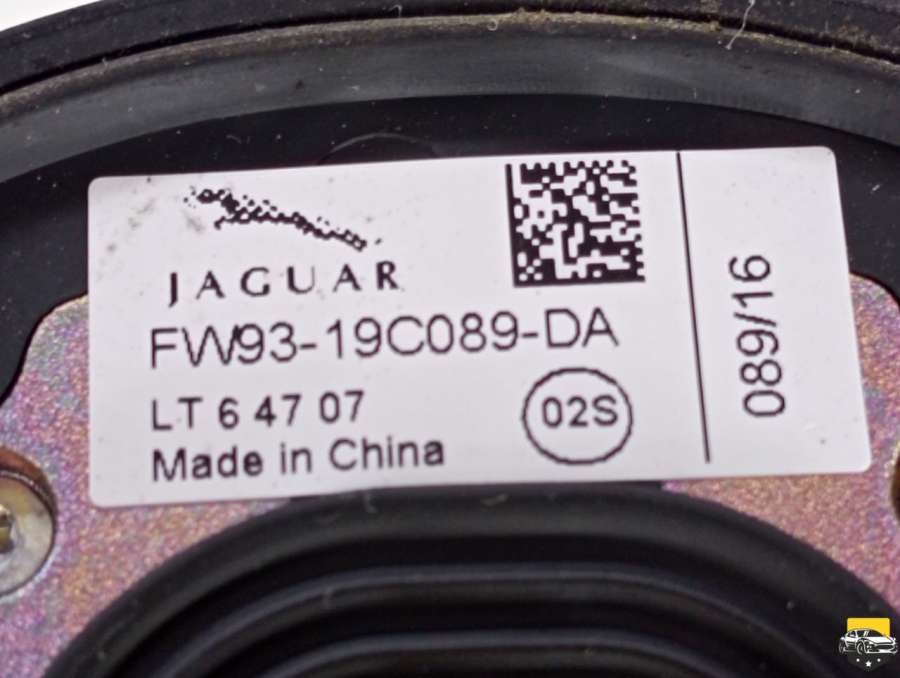 JAGUAR
FW93-19C089-DA
LT 6 47 07
02S
Made in China
089/16